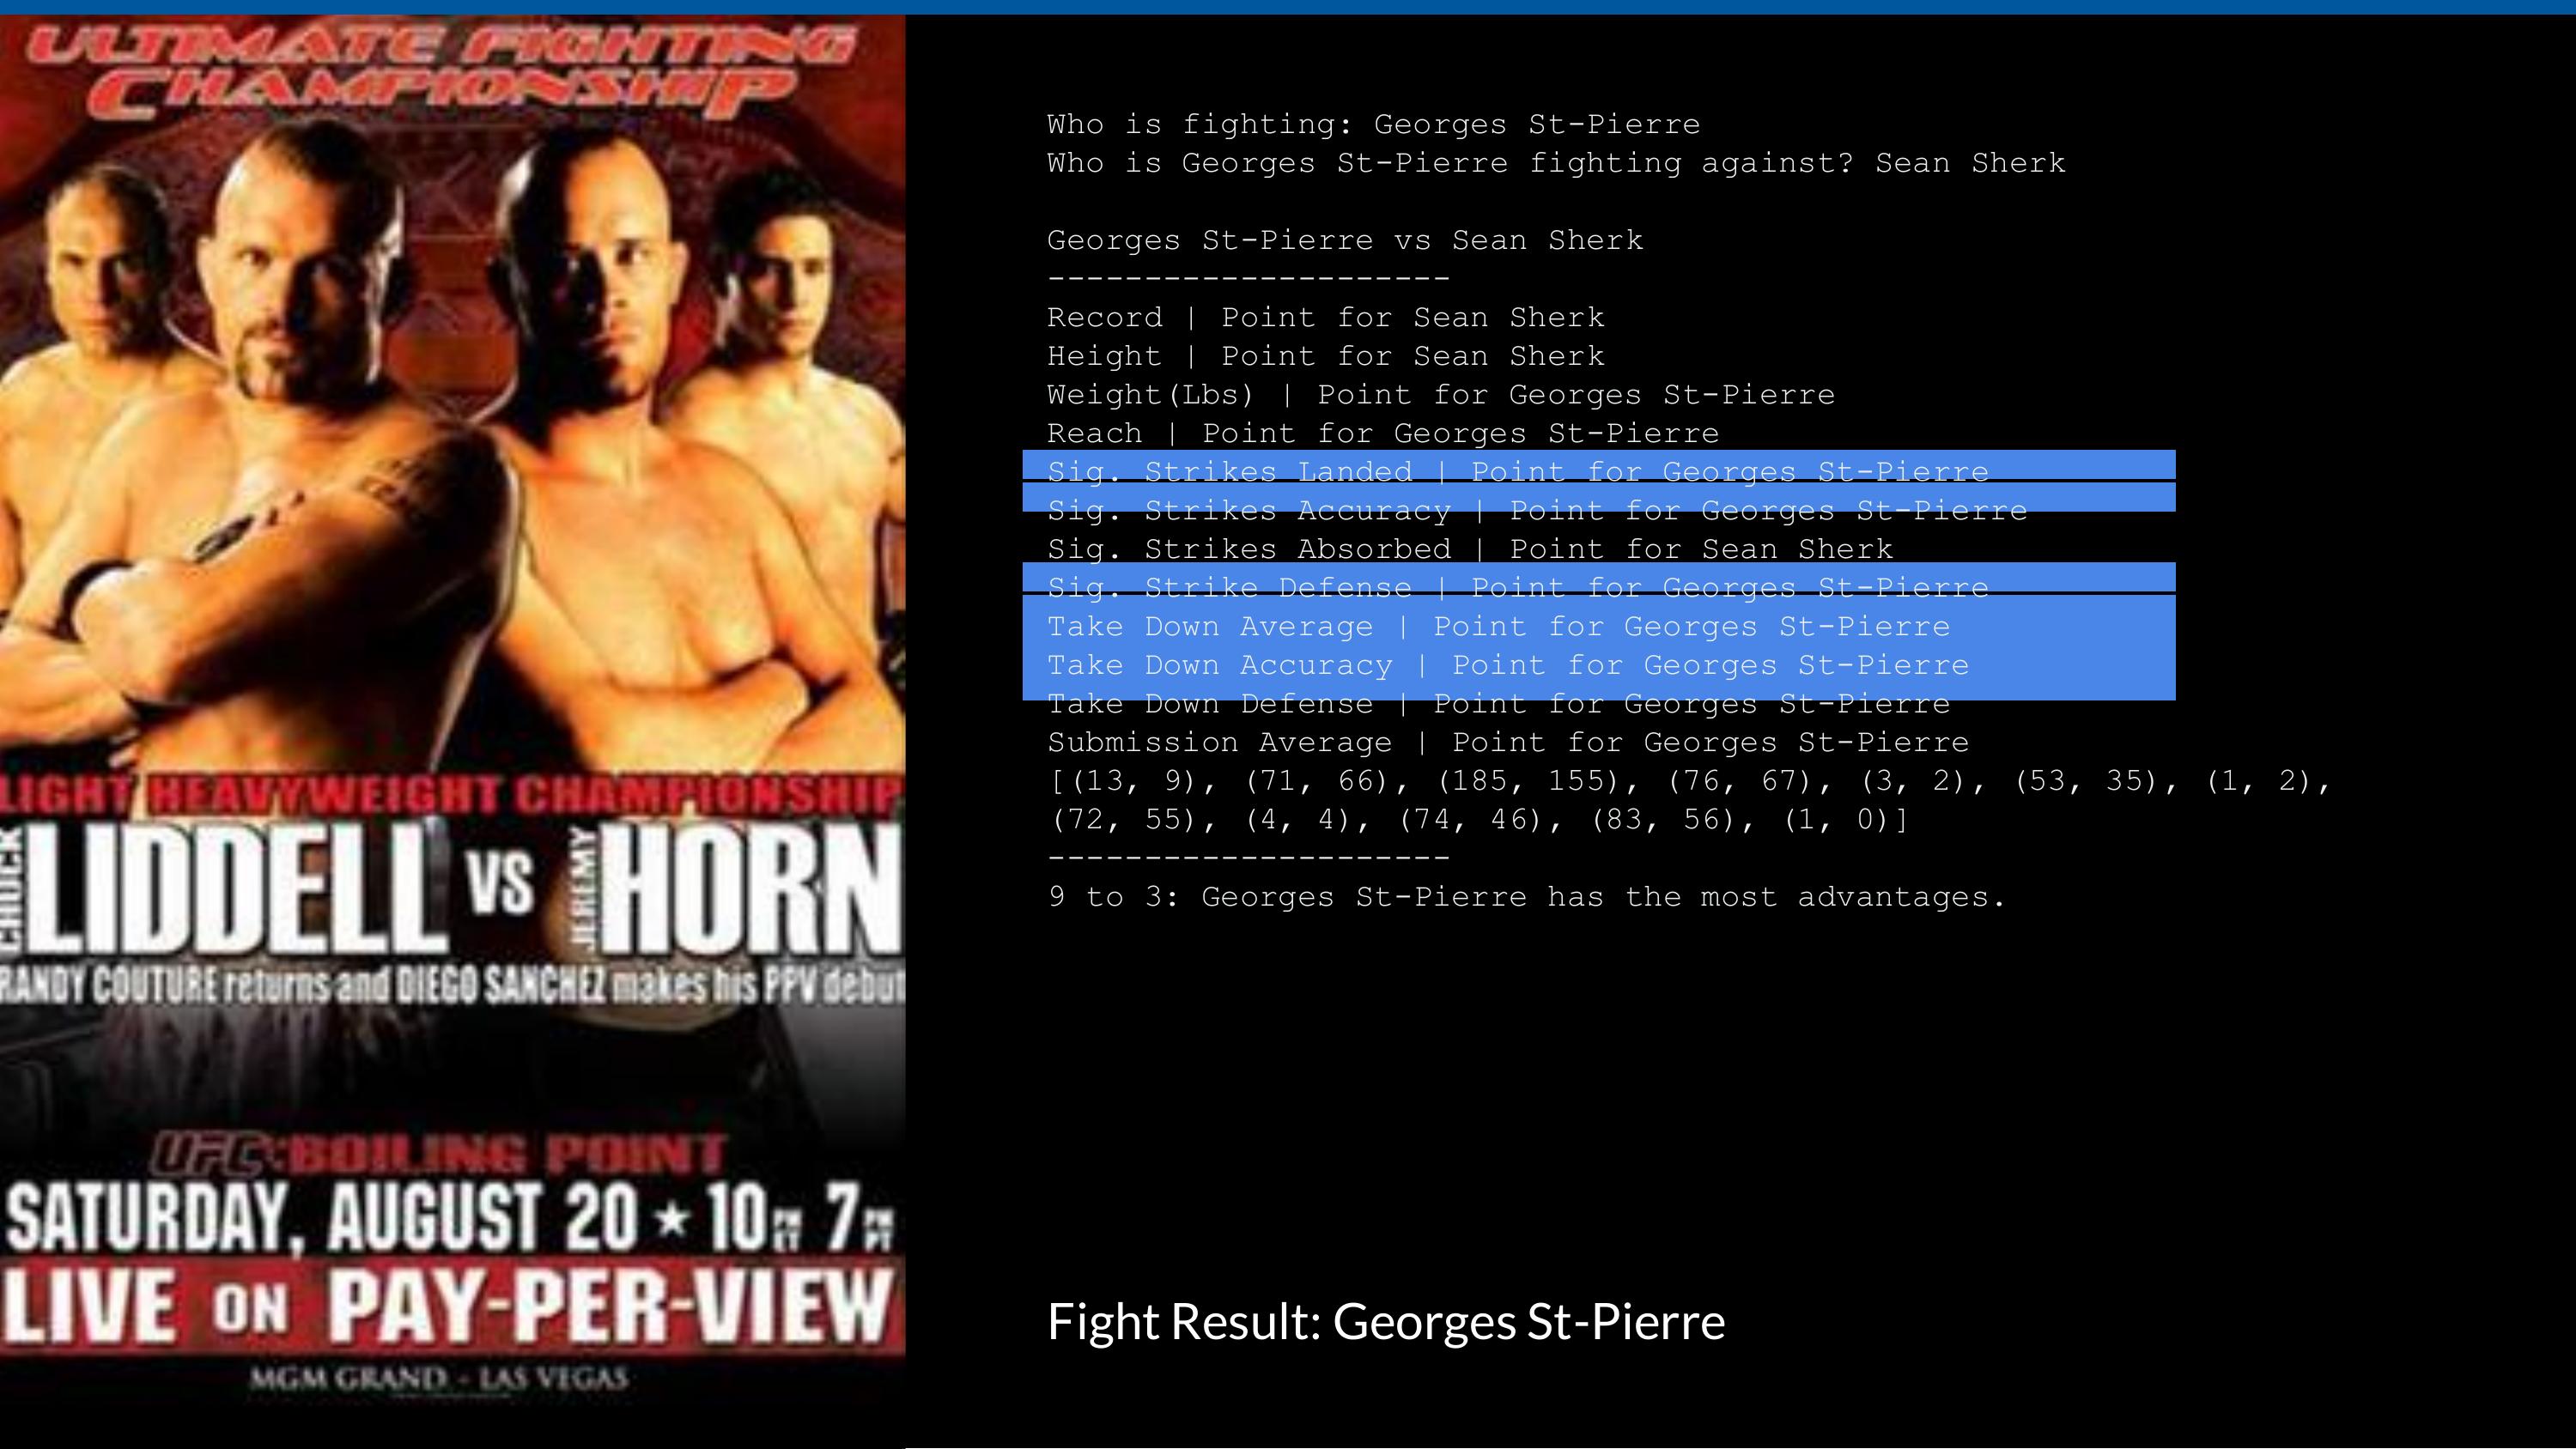 ULTIMATE FIGHTING
CHAMPIONSHIP
LIGHT HEAVYWEIGHT CHAMPIONSHIP
CHUCK LIDDELL VS JEREMY HORN
RANDY COUTURE returns and DIEGO SANCHEZ makes his PPV debut
UFC: BOILING POINT
SATURDAY, AUGUST 20 ★ 10PM ET 7PM PT
LIVE ON PAY-PER-VIEW
MGM GRAND - LAS VEGAS
Who is fighting: Georges St-Pierre
Who is Georges St-Pierre fighting against? Sean Sherk
Georges St-Pierre vs Sean Sherk
---------------------
Record | Point for Sean Sherk
Height | Point for Sean Sherk
Weight(Lbs) | Point for Georges St-Pierre
Reach | Point for Georges St-Pierre
Sig. Strikes Landed | Point for Georges St-Pierre
Sig. Strikes Accuracy | Point for Georges St-Pierre
Sig. Strikes Absorbed | Point for Sean Sherk
Sig. Strike Defense | Point for Georges St-Pierre
Take Down Average | Point for Georges St-Pierre
Take Down Accuracy | Point for Georges St-Pierre
Take Down Defense | Point for Georges St-Pierre
Submission Average | Point for Georges St-Pierre
[(13, 9), (71, 66), (185, 155), (76, 67), (3, 2), (53, 35), (1, 2),
(72, 55), (4, 4), (74, 46), (83, 56), (1, 0)]
---------------------
9 to 3: Georges St-Pierre has the most advantages.
Fight Result: Georges St-Pierre